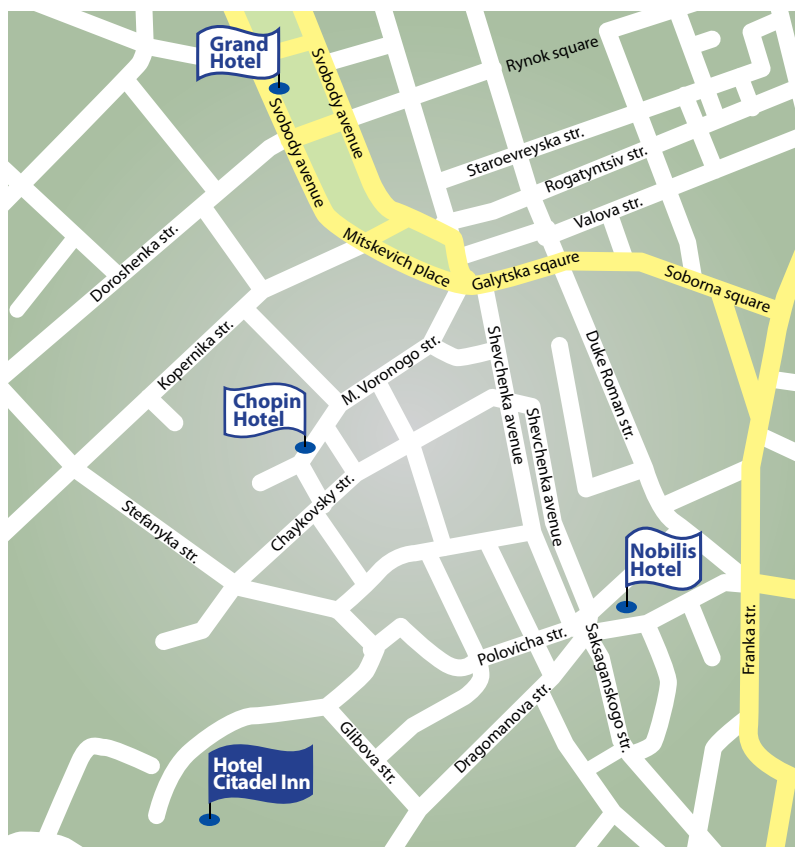 Grand
Hotel
Rynok square
Svobody avenue
Svobody avenue
Staroevreyska str.
Rogatyntsiv str.
Valova str.
Doroshenka str.
Mitskevich place
Galytska sqaure
Soborna square
Kopernika str.
M. Voronogo str.
Shevchenka avenue
Duke Roman str.
Chopin
Hotel
Shevchenka avenue
Chaykovsky str.
Stefanyka str.
Nobilis
Hotel
Polovicha str.
Saksaganskogo str.
Franka str.
Dragomanova str.
Glibova str.
Hotel
Citadel Inn